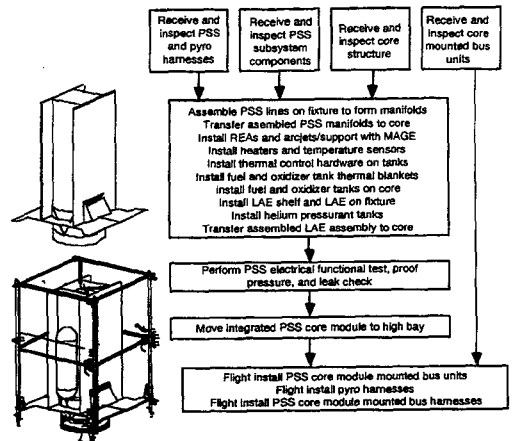 Receive and
inspect PSS
and pyro
harnesses
Receive and
inspect PSS
subsystem
components
Receive and
inspect core
structure
Receive and
inspect core
mounted bus
units
Assemble PSS lines on fixture to form manifolds
Transfer asembled PSS manifolds to core
Install REAs and arcjets/support with MAGE
Install heaters and temperature sensors
Install thermal control hardware on tanks
Install fuel and oxidizer tank thermal blankets
Install fuel and oxidizer tanks on core
Install LAE shelf and LAE on fixture
Install helium pressurant tanks
Transfer assembled LAE assembly to core
Perform PSS electrical functional test, proof
pressure, and leak check
Move integrated PSS core module to high bay
Flight install PSS core module mounted bus units
Flight install pyro harnesses
Flight install PSS core module mounted bus harnesses